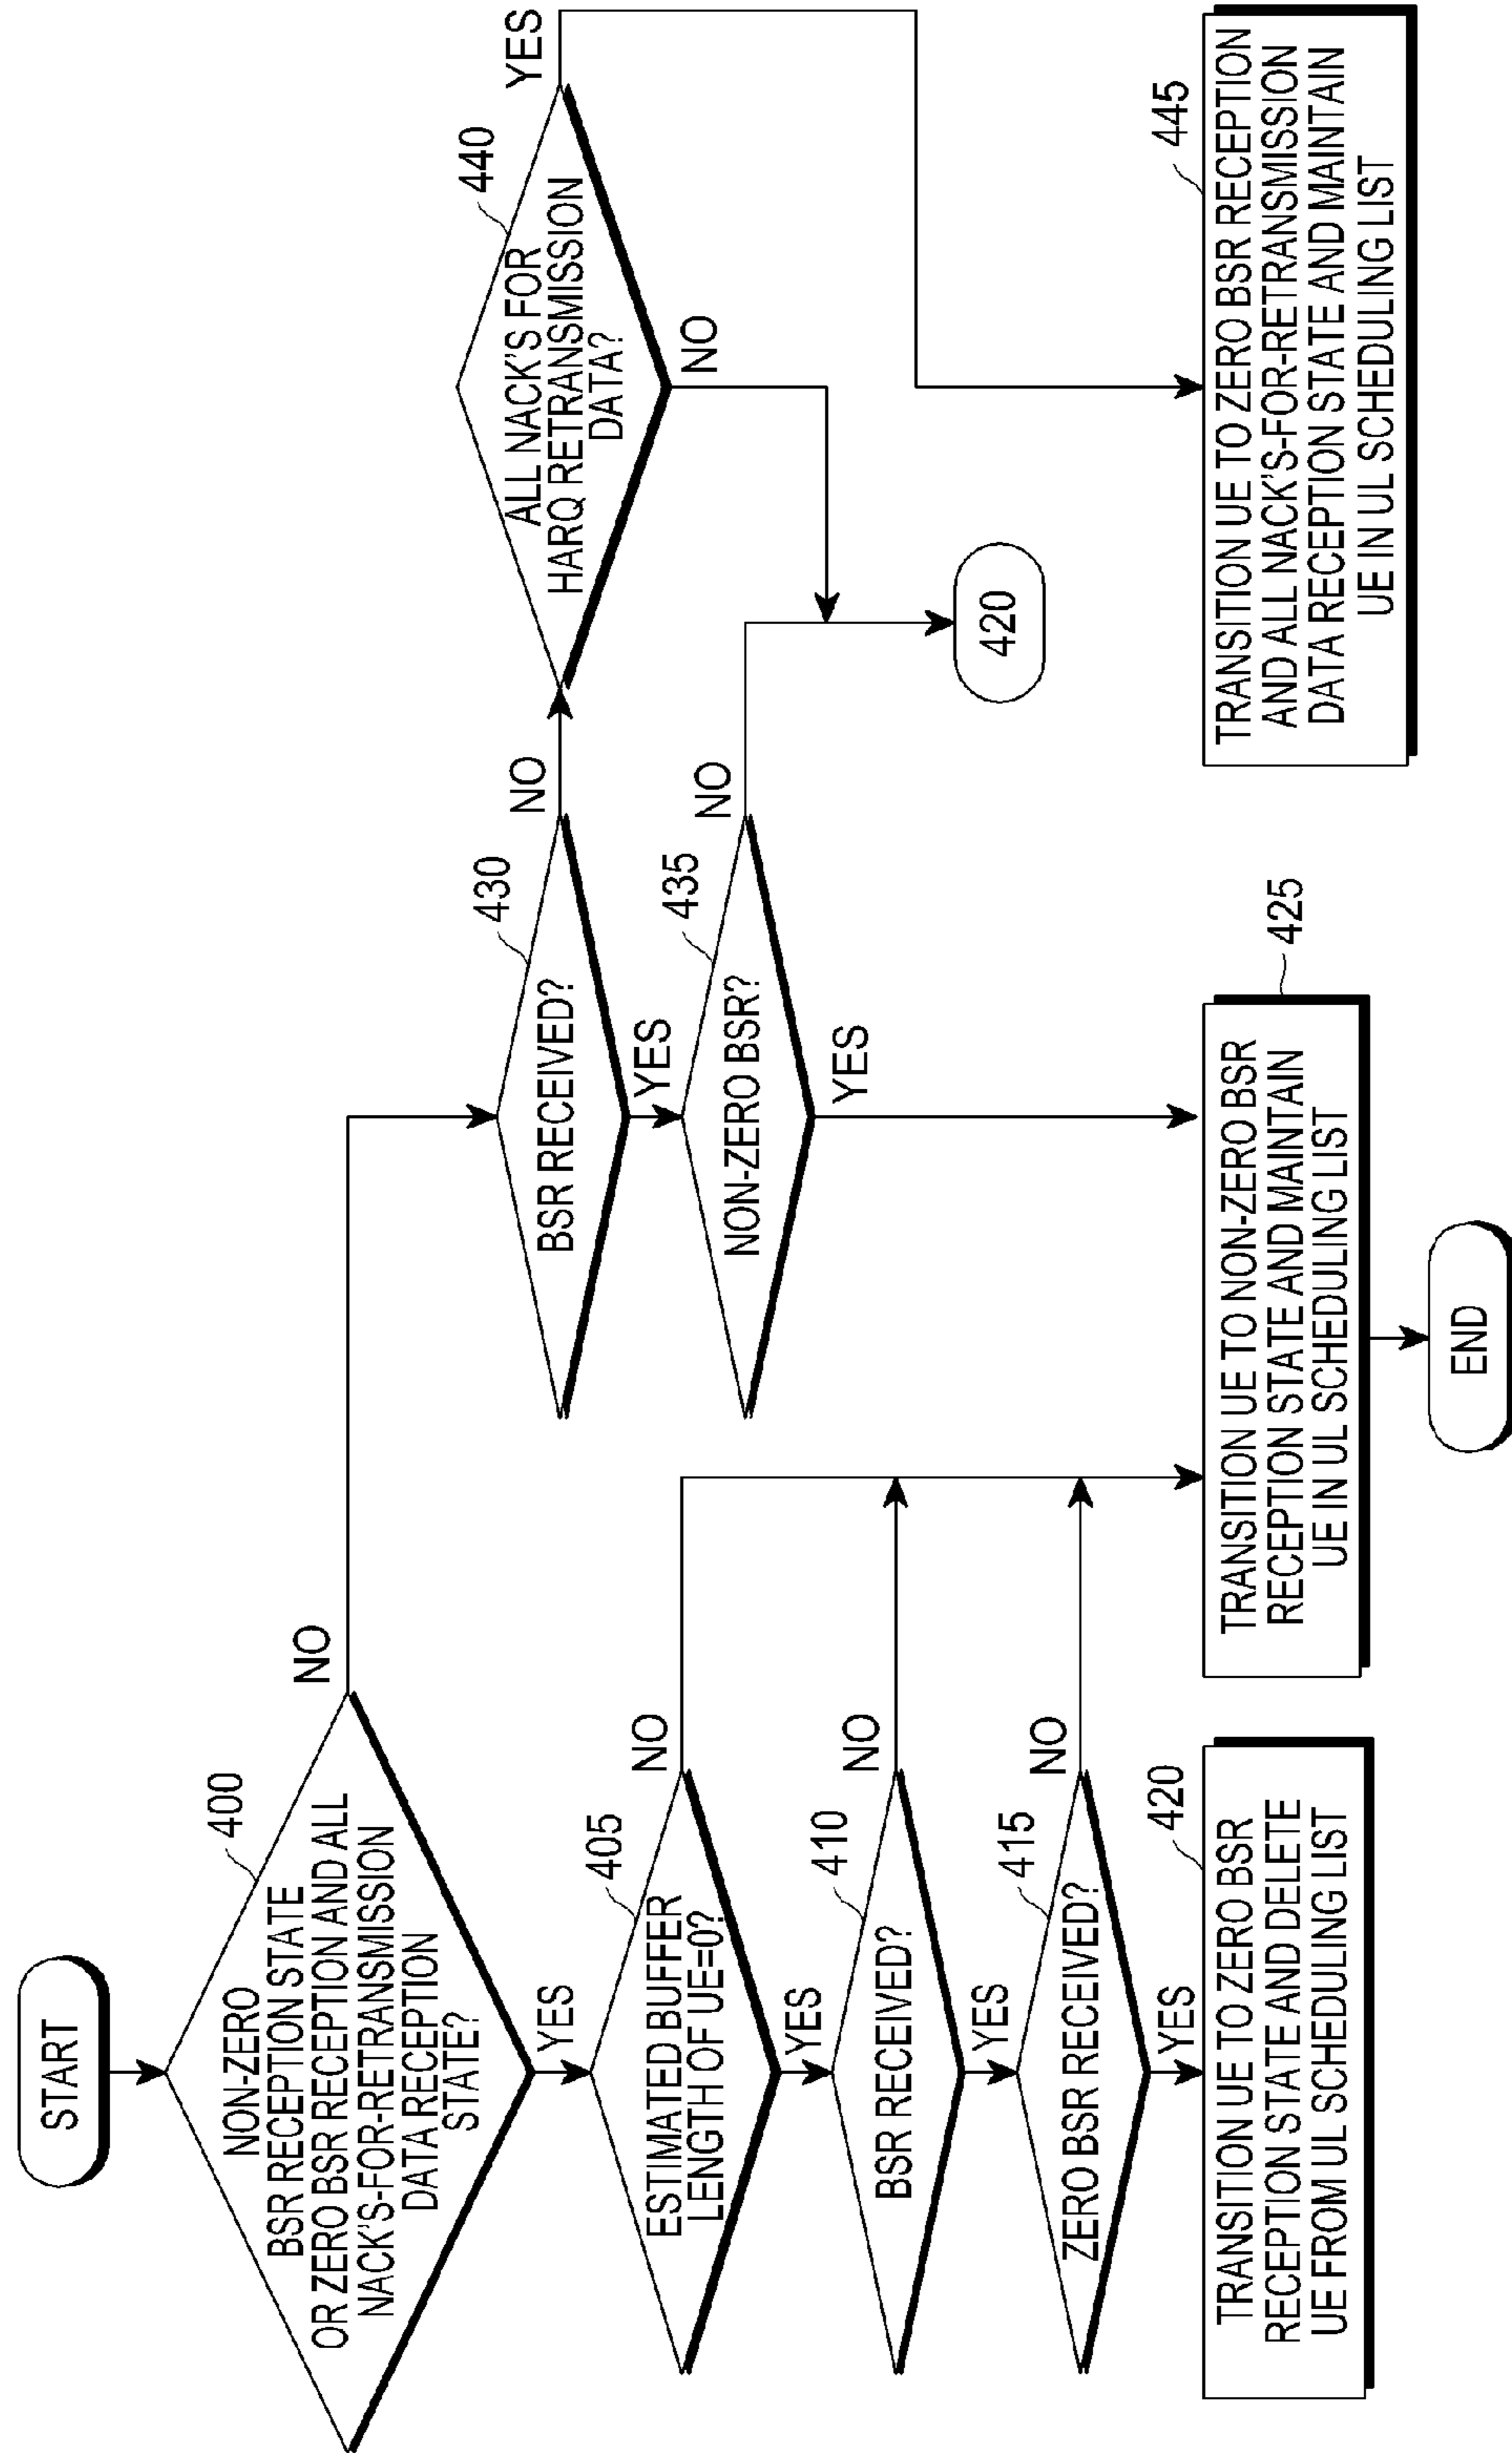 START
400
NON-ZERO
BSR RECEPTION STATE
OR ZERO BSR RECEPTION AND ALL
NACK'S-FOR-RETRANSMISSION
DATA RECEPTION
STATE?
NO
YES
405
ESTIMATED BUFFER
LENGTH OF UE=0?
NO
YES
410
BSR RECEIVED?
NO
YES
415
ZERO BSR RECEIVED?
NO
YES
420
TRANSITION UE TO ZERO BSR
RECEPTION STATE AND DELETE
UE FROM UL SCHEDULING LIST
430
BSR RECEIVED?
NO
YES
435
NON-ZERO BSR?
NO
YES
425
TRANSITION UE TO NON-ZERO BSR
RECEPTION STATE AND MAINTAIN
UE IN UL SCHEDULING LIST
END
440
ALL NACK'S FOR
HARQ RETRANSMISSION
DATA?
YES
NO
420
445
TRANSITION UE TO ZERO BSR RECEPTION
AND ALL NACK'S-FOR-RETRANSMISSION
DATA RECEPTION STATE AND MAINTAIN
UE IN UL SCHEDULING LIST